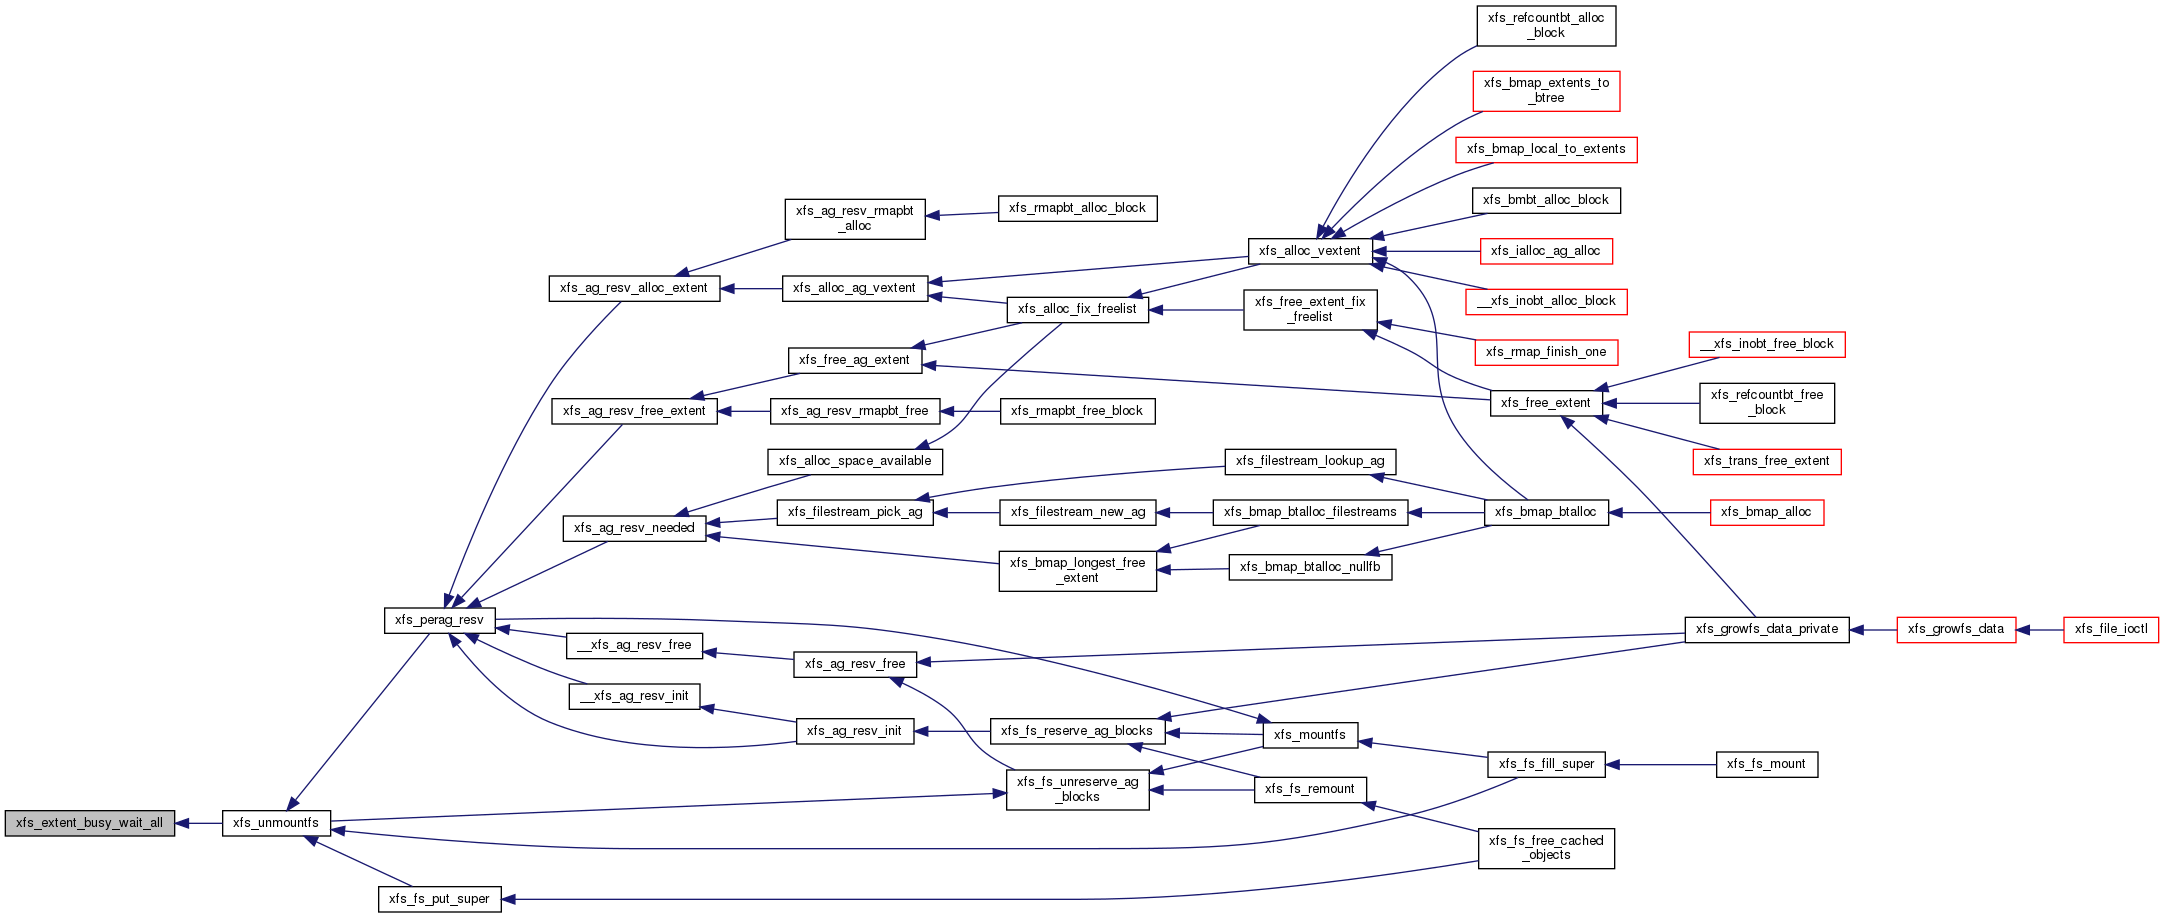 xfs_refcountbt_alloc
_block
xfs_bmap_extents_to
_btree
xfs_bmap_local_to_extents
xfs_ag_resv_rmapbt
_alloc
xfs_rmapbt_alloc_block
xfs_bmbt_alloc_block
xfs_alloc_vextent
xfs_ialloc_ag_alloc
xfs_ag_resv_alloc_extent
xfs_alloc_ag_vextent
xfs_alloc_fix_freelist
xfs_free_extent_fix
_freelist
__xfs_inobt_alloc_block
xfs_free_ag_extent
xfs_rmap_finish_one
__xfs_inobt_free_block
xfs_ag_resv_free_extent
xfs_ag_resv_rmapbt_free
xfs_rmapbt_free_block
xfs_free_extent
xfs_refcountbt_free
_block
xfs_alloc_space_available
xfs_filestream_lookup_ag
xfs_trans_free_extent
xfs_ag_resv_needed
xfs_filestream_pick_ag
xfs_filestream_new_ag
xfs_bmap_btalloc_filestreams
xfs_bmap_btalloc
xfs_bmap_alloc
xfs_bmap_longest_free
_extent
xfs_bmap_btalloc_nullfb
xfs_perag_resv
__xfs_ag_resv_free
xfs_ag_resv_free
xfs_growfs_data_private
xfs_growfs_data
xfs_file_ioctl
__xfs_ag_resv_init
xfs_ag_resv_init
xfs_fs_reserve_ag_blocks
xfs_mountfs
xfs_fs_fill_super
xfs_fs_mount
xfs_fs_unreserve_ag
_blocks
xfs_fs_remount
xfs_extent_busy_wait_all
xfs_unmountfs
xfs_fs_free_cached
_objects
xfs_fs_put_super